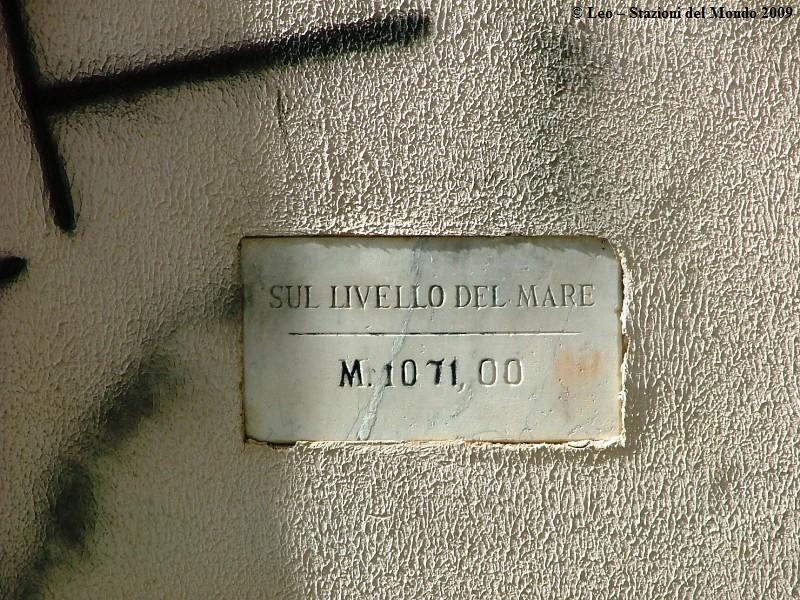 © Leo – Stazioni del Mondo 2009
SUL LIVELLO DEL MARE
M. 1071,00